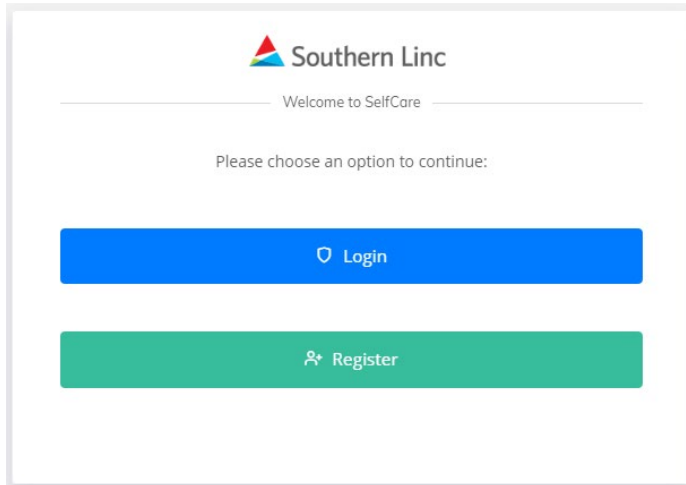 Southern Linc
Welcome to SelfCare
Please choose an option to continue:
Login
Register